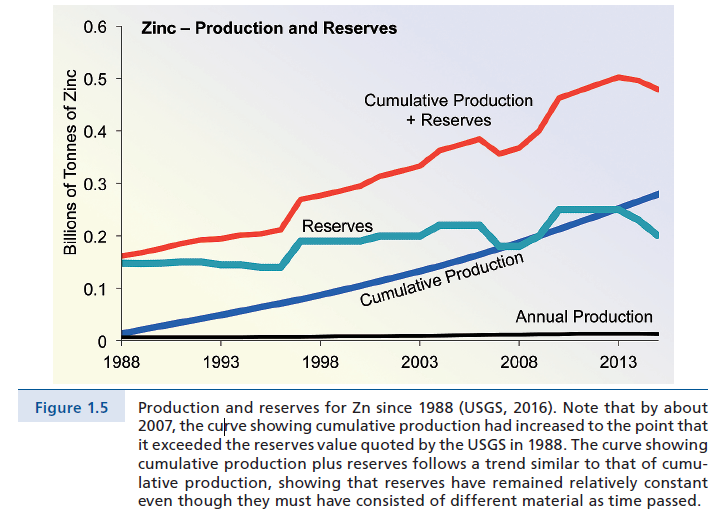 Zinc – Production and Reserves
Billions of Tonnes of Zinc
0.6
0.5
0.4
0.3
0.2
0.1
0
Cumulative Production
+ Reserves
Reserves
Cumulative Production
Annual Production
1988 1993 1998 2003 2008 2013
Figure 1.5
Production and reserves for Zn since 1988 (USGS, 2016). Note that by about
2007, the curve showing cumulative production had increased to the point that
it exceeded the reserves value quoted by the USGS in 1988. The curve showing
cumulative production plus reserves follows a trend similar to that of cumu-
lative production, showing that reserves have remained relatively constant
even though they must have consisted of different material as time passed.